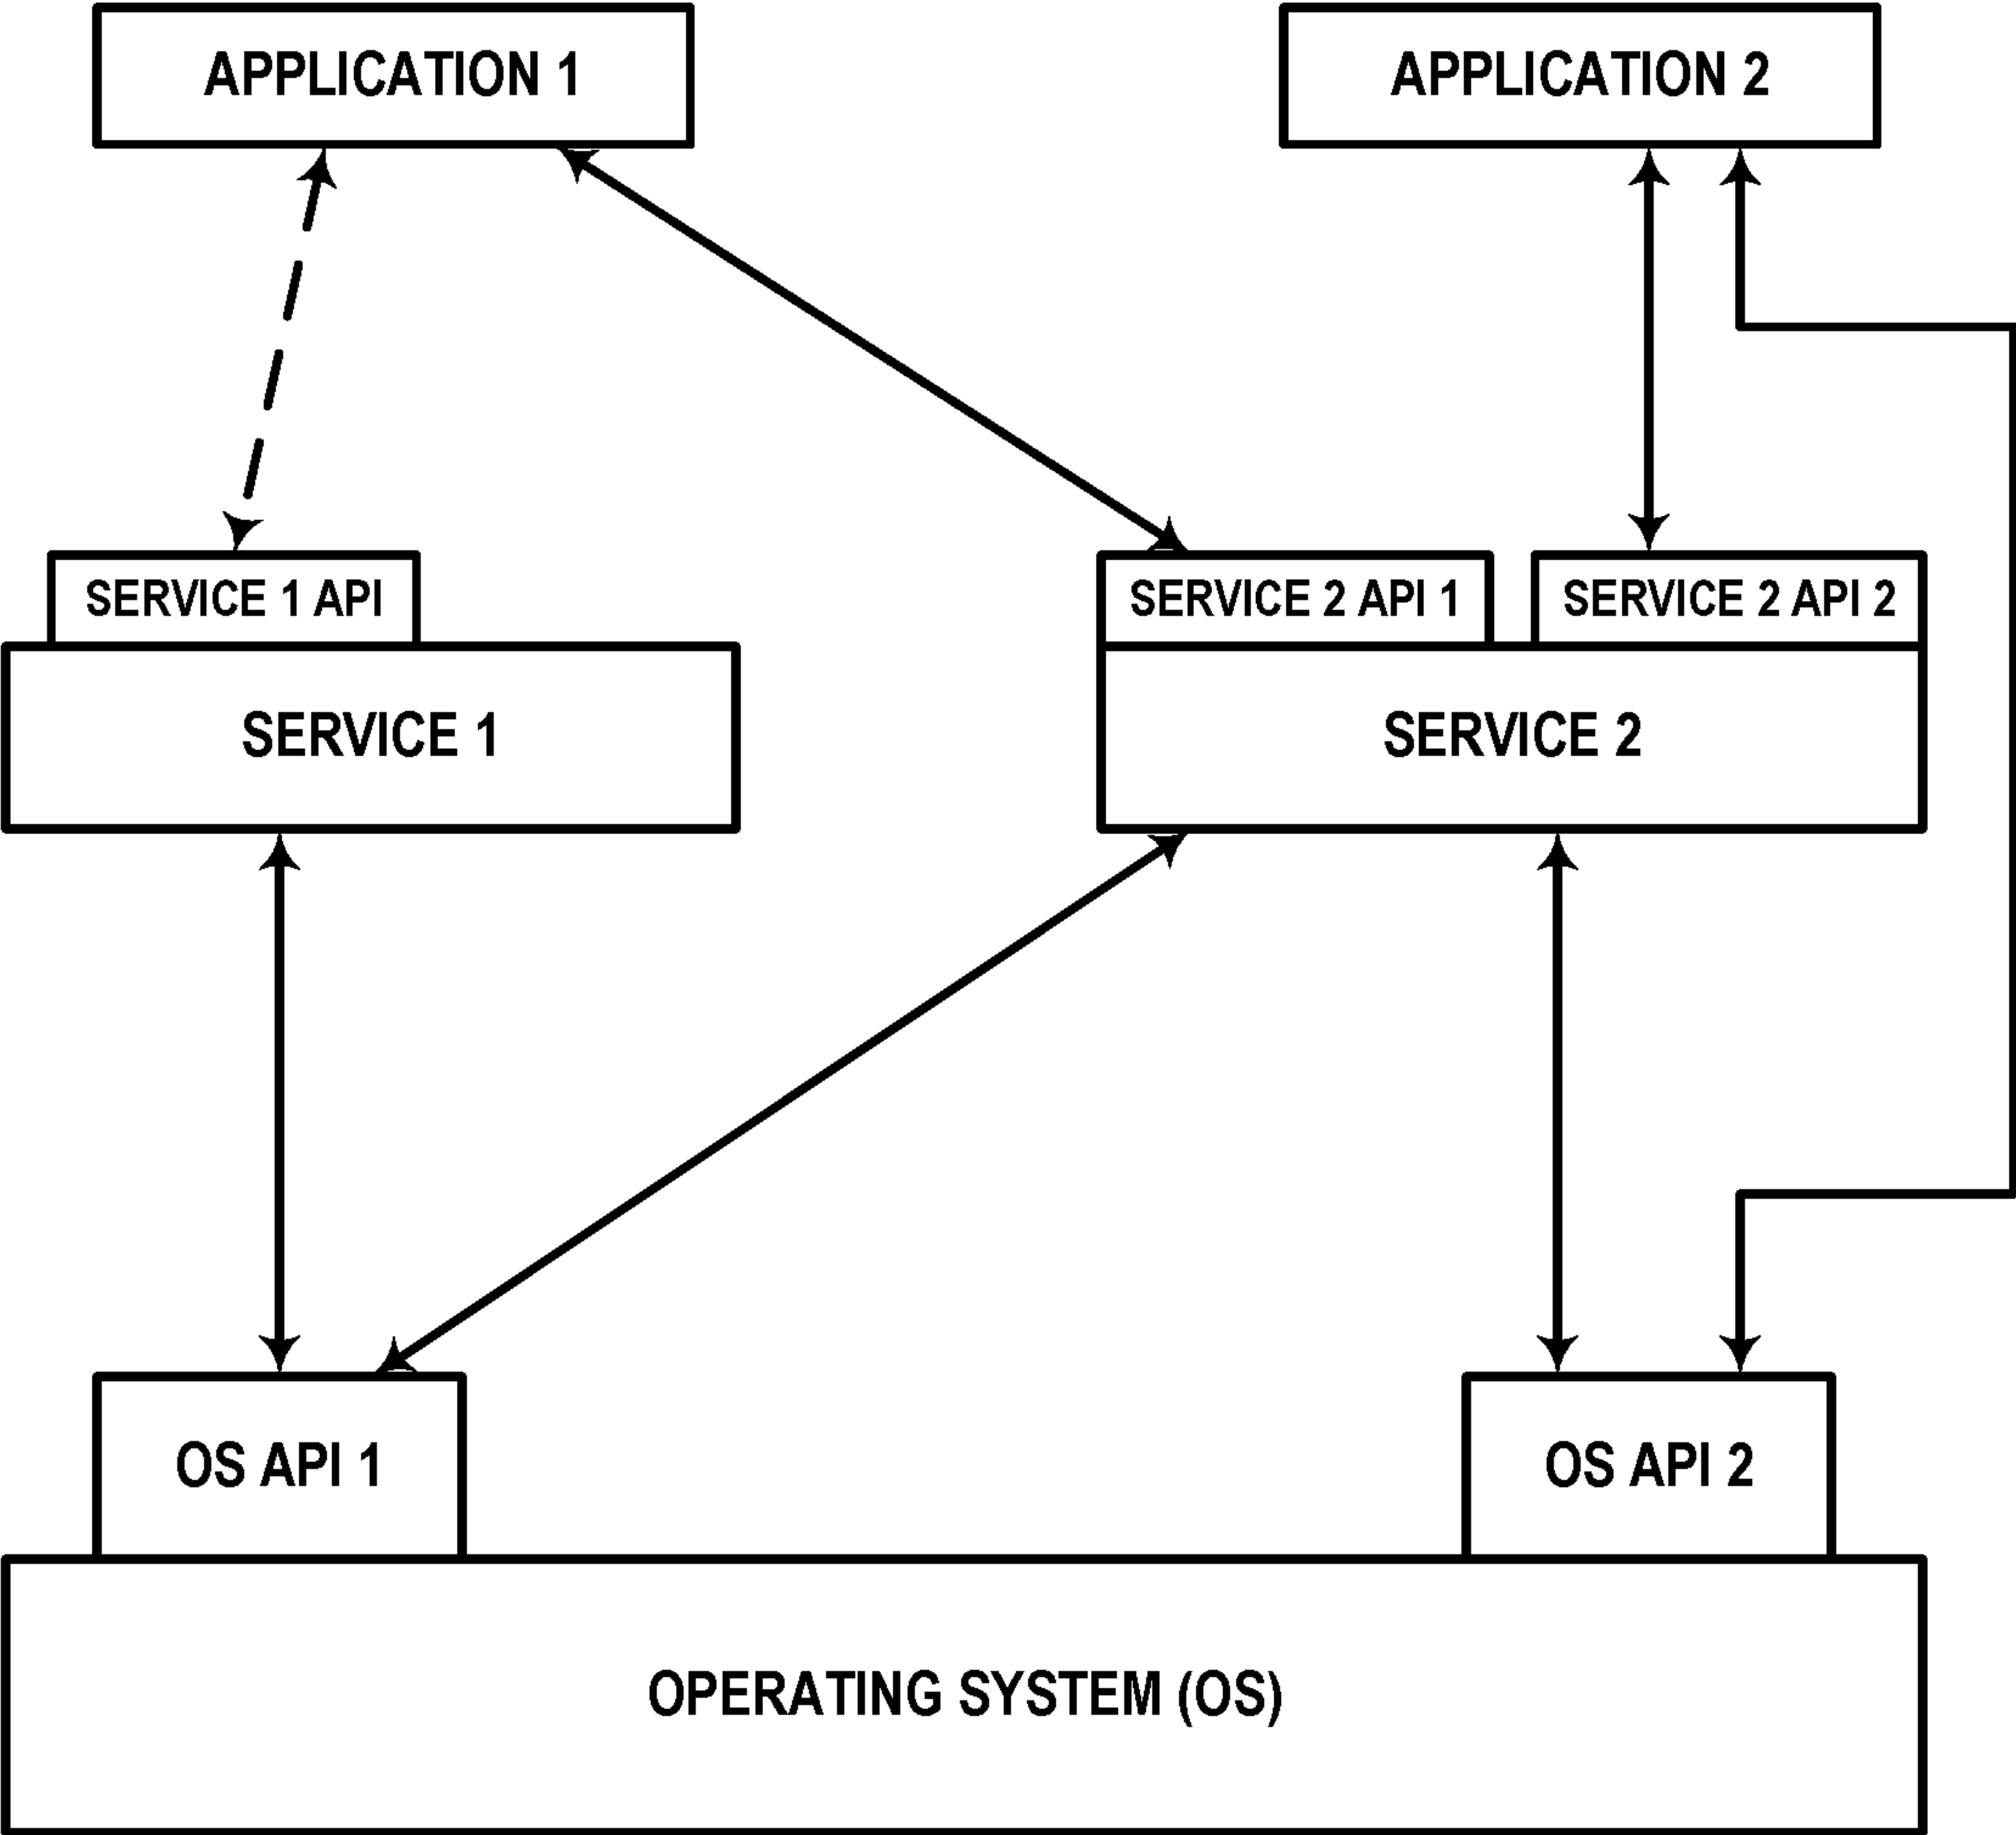 APPLICATION 1
APPLICATION 2
SERVICE 1 API
SERVICE 2 API 1
SERVICE 2 API 2
SERVICE 1
SERVICE 2
OS API 1
OS API 2
OPERATING SYSTEM (OS)